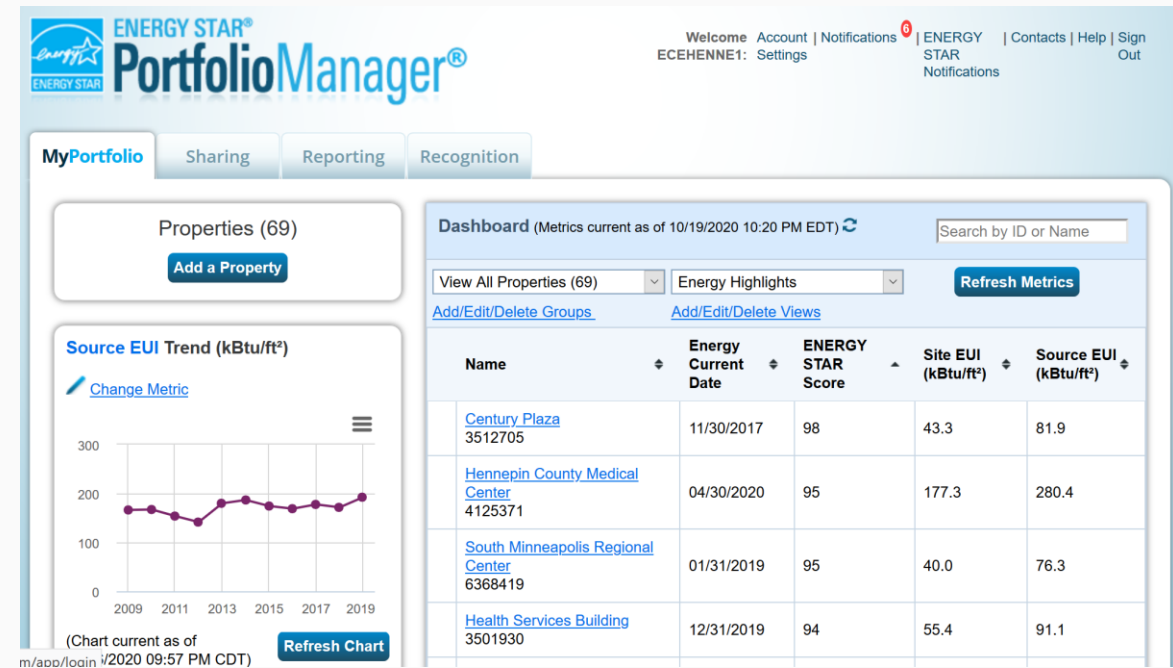 ENERGY STAR®
PortfolioManager®
energy
ENERGY STAR
Welcome ECEHENNE1:
Account Settings | Notifications 6 | ENERGY STAR Notifications | Contacts | Help | Sign Out
MyPortfolio
Sharing
Reporting
Recognition
Properties (69)
Add a Property
Source EUI Trend (kBtu/ft²)
Change Metric
300
200
100
0
2009 2011 2013 2015 2017 2019
(Chart current as of
/2020 09:57 PM CDT)
Refresh Chart
m/app/login
Dashboard (Metrics current as of 10/19/2020 10:20 PM EDT)
Search by ID or Name
View All Properties (69)
Energy Highlights
Refresh Metrics
Add/Edit/Delete Groups
Add/Edit/Delete Views
Name
Energy Current Date
ENERGY STAR Score
Site EUI (kBtu/ft²)
Source EUI (kBtu/ft²)
Century Plaza
3512705
11/30/2017 98 43.3 81.9
Hennepin County Medical
Center
4125371
04/30/2020 95 177.3 280.4
South Minneapolis Regional
Center
6368419
01/31/2019 95 40.0 76.3
Health Services Building
3501930
12/31/2019 94 55.4 91.1